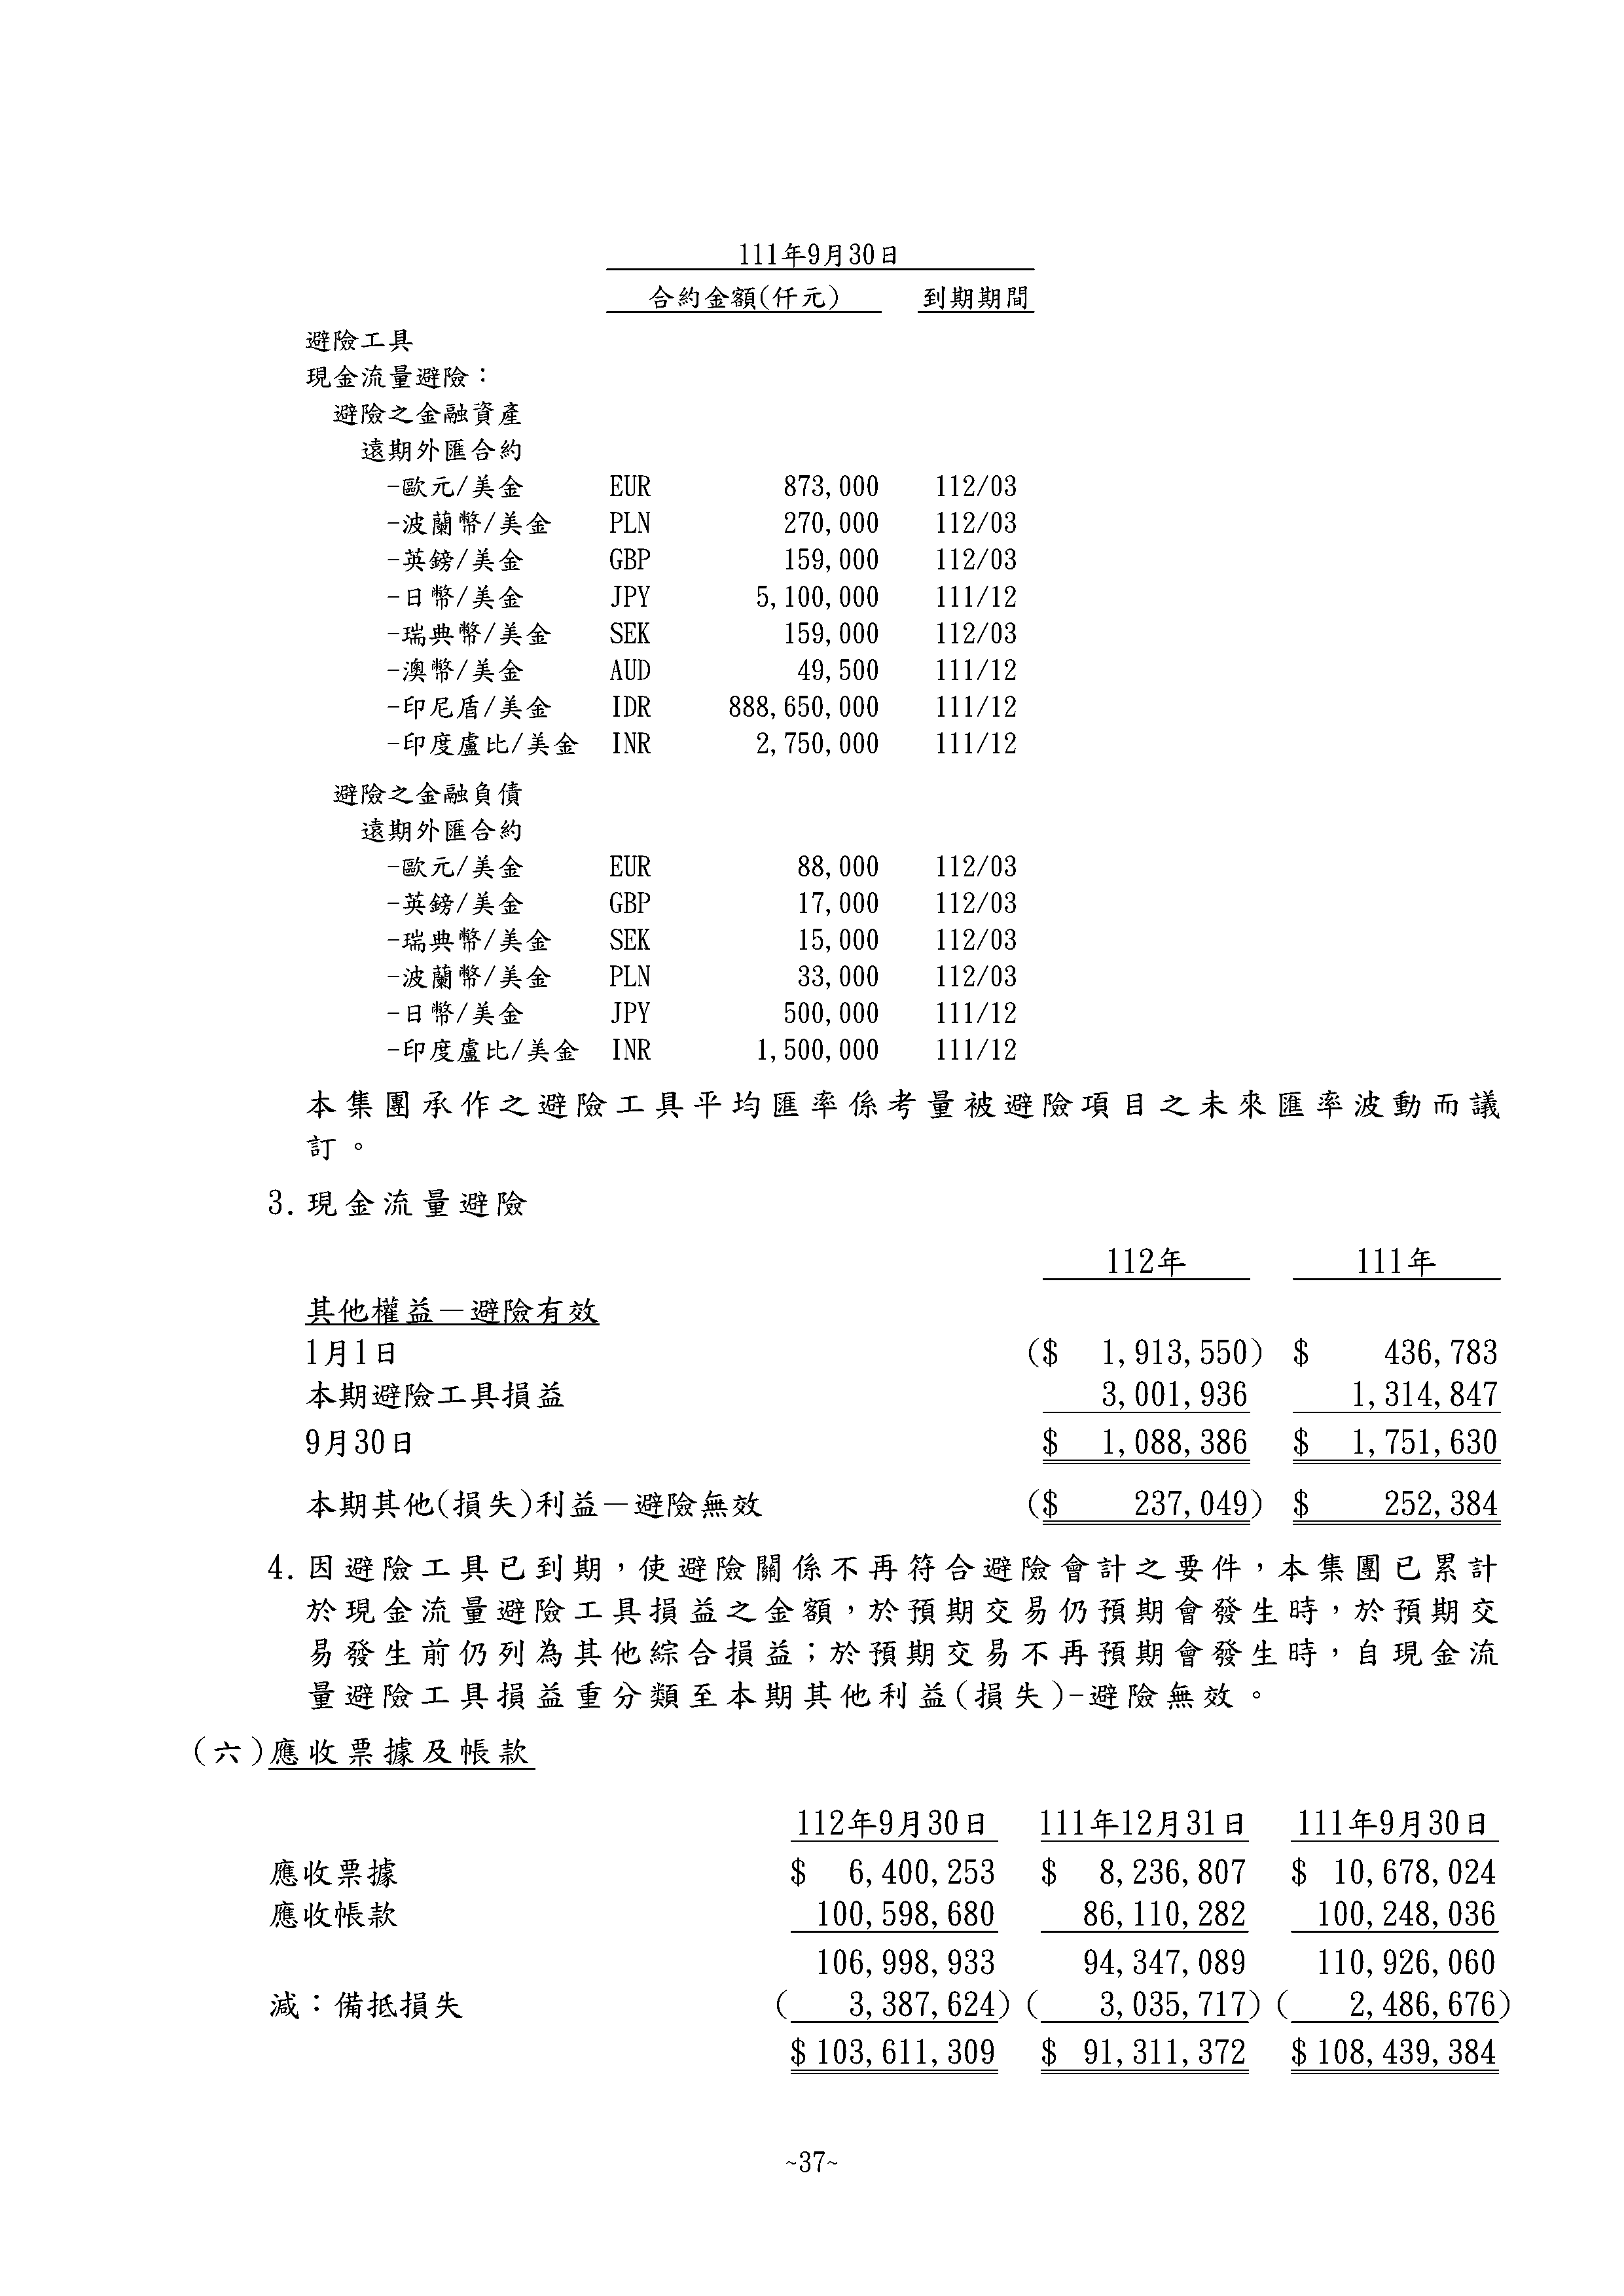 111年9月30日
合約金額(仟元) 到期期間
避險工具
現金流量避險：
避險之金融資產
遠期外匯合約
-歐元/美金 EUR 873,000 112/03
-波蘭幣/美金 PLN 270,000 112/03
-英鎊/美金 GBP 159,000 112/03
-日幣/美金 JPY 5,100,000 111/12
-瑞典幣/美金 SEK 159,000 112/03
-澳幣/美金 AUD 49,500 111/12
-印尼盾/美金 IDR 888,650,000 111/12
-印度盧比/美金 INR 2,750,000 111/12
避險之金融負債
遠期外匯合約
-歐元/美金 EUR 88,000 112/03
-英鎊/美金 GBP 17,000 112/03
-瑞典幣/美金 SEK 15,000 112/03
-波蘭幣/美金 PLN 33,000 112/03
-日幣/美金 JPY 500,000 111/12
-印度盧比/美金 INR 1,500,000 111/12
本集團承作之避險工具平均匯率係考量被避險項目之未來匯率波動而議
訂。
3.現金流量避險
112年 111年
其他權益－避險有效
1月1日 ($ 1,913,550) $ 436,783
本期避險工具損益 3,001,936 1,314,847
9月30日 $ 1,088,386 $ 1,751,630
本期其他(損失)利益－避險無效 ($ 237,049) $ 252,384
4.因避險工具已到期，使避險關係不再符合避險會計之要件，本集團已累計
於現金流量避險工具損益之金額，於預期交易仍預期會發生時，於預期交
易發生前仍列為其他綜合損益；於預期交易不再預期會發生時，自現金流
量避險工具損益重分類至本期其他利益(損失)-避險無效。
(六)應收票據及帳款
112年9月30日 111年12月31日 111年9月30日
應收票據 $ 6,400,253 $ 8,236,807 $ 10,678,024
應收帳款 100,598,680 86,110,282 100,248,036
106,998,933 94,347,089 110,926,060
減：備抵損失 ( 3,387,624) ( 3,035,717) ( 2,486,676)
$ 103,611,309 $ 91,311,372 $ 108,439,384
~37~